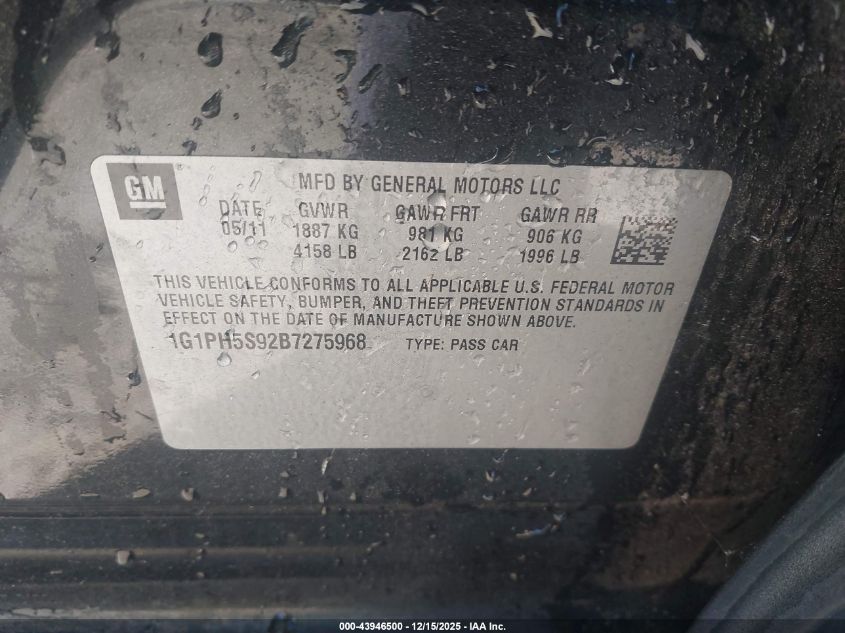 GM
MFD BY GENERAL MOTORS LLC
DATE GVWR GAWR FRT GAWR RR
05/11 1887 KG 981 KG 906 KG
4158 LB 2162 LB 1996 LB
THIS VEHICLE CONFORMS TO ALL APPLICABLE U.S. FEDERAL MOTOR
VEHICLE SAFETY, BUMPER, AND THEFT PREVENTION STANDARDS IN
EFFECT ON THE DATE OF MANUFACTURE SHOWN ABOVE.
1G1PH5S92B7275968 TYPE: PASS CAR
000-43946500 - 12/15/2025 - IAA Inc.